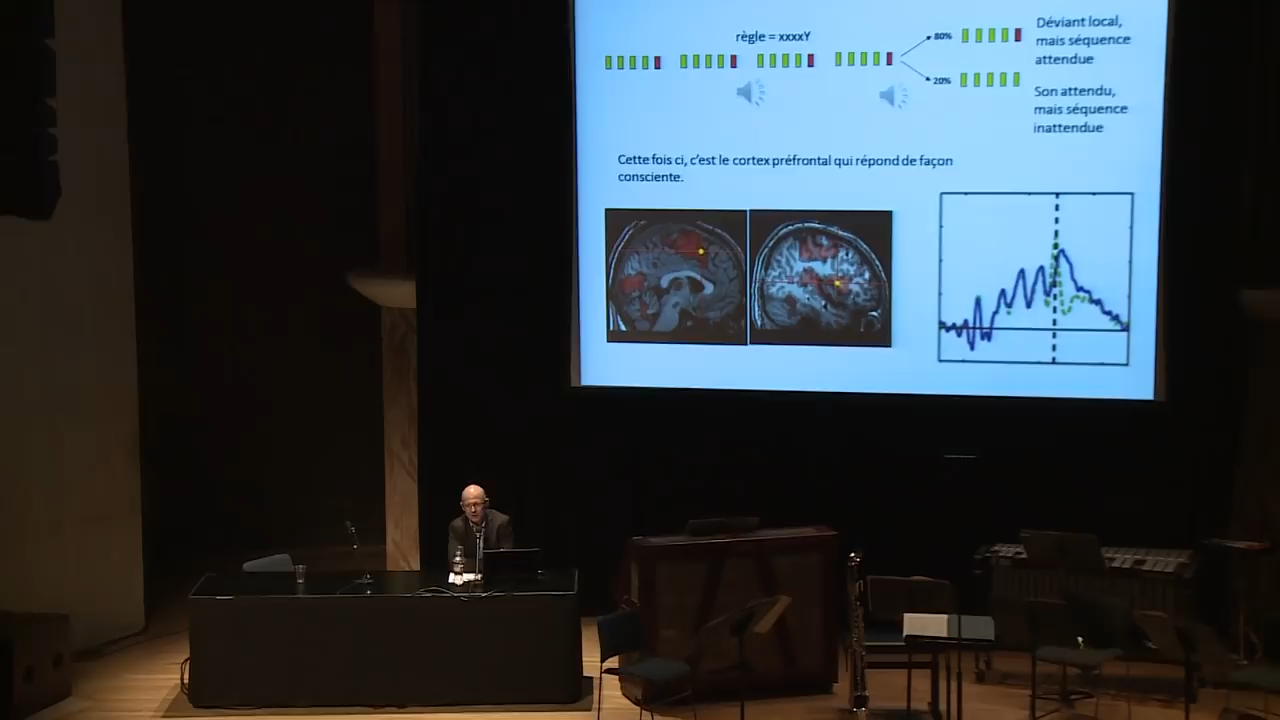 règle = xxxxY
80%
Déviant local,
mais séquence
attendue
20%
Son attendu,
mais séquence
inattendue
Cette fois ci, c'est le cortex préfrontal qui répond de façon
consciente.